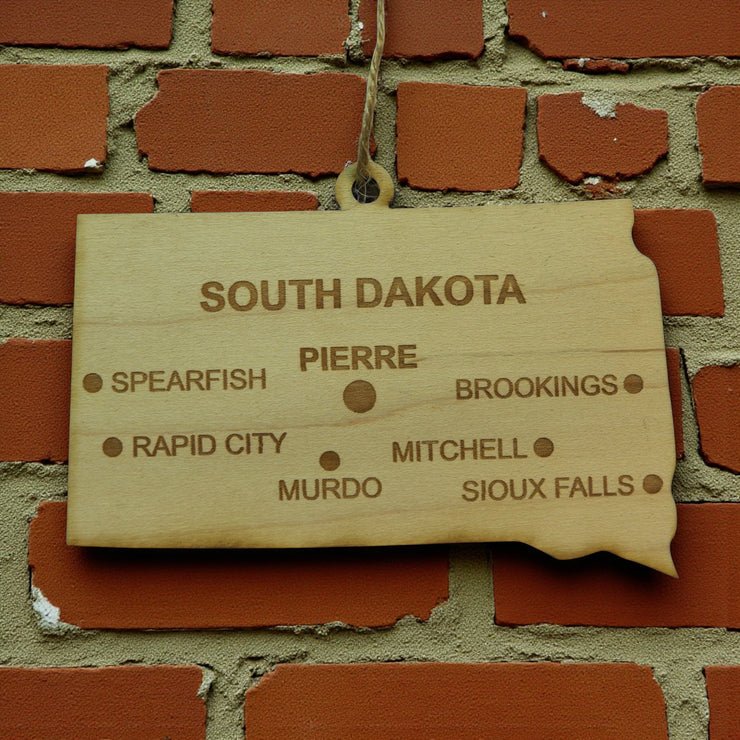 SOUTH DAKOTA
PIERRE
SPEARFISH
BROOKINGS
RAPID CITY
MITCHELL
MURDO
SIOUX FALLS